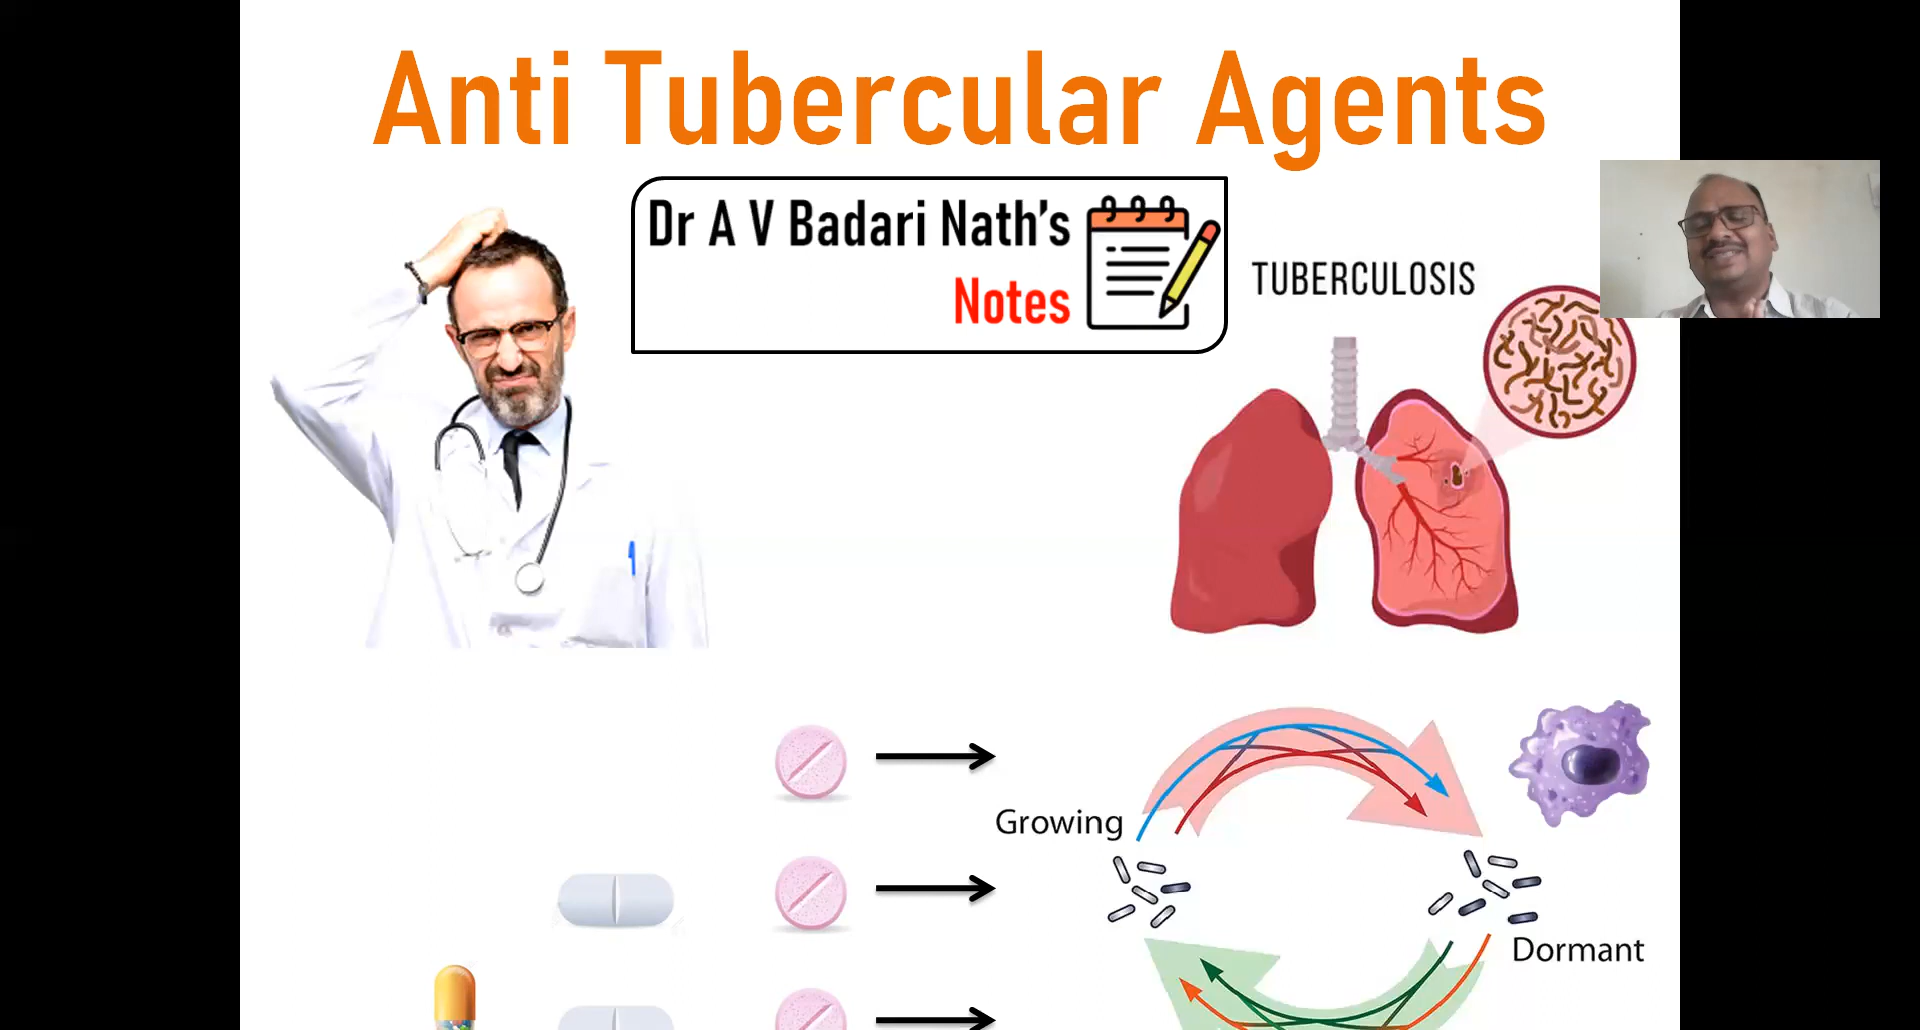 Anti Tubercular Agents
Dr A V Badari Nath's
Notes
TUBERCULOSIS
Growing
Dormant